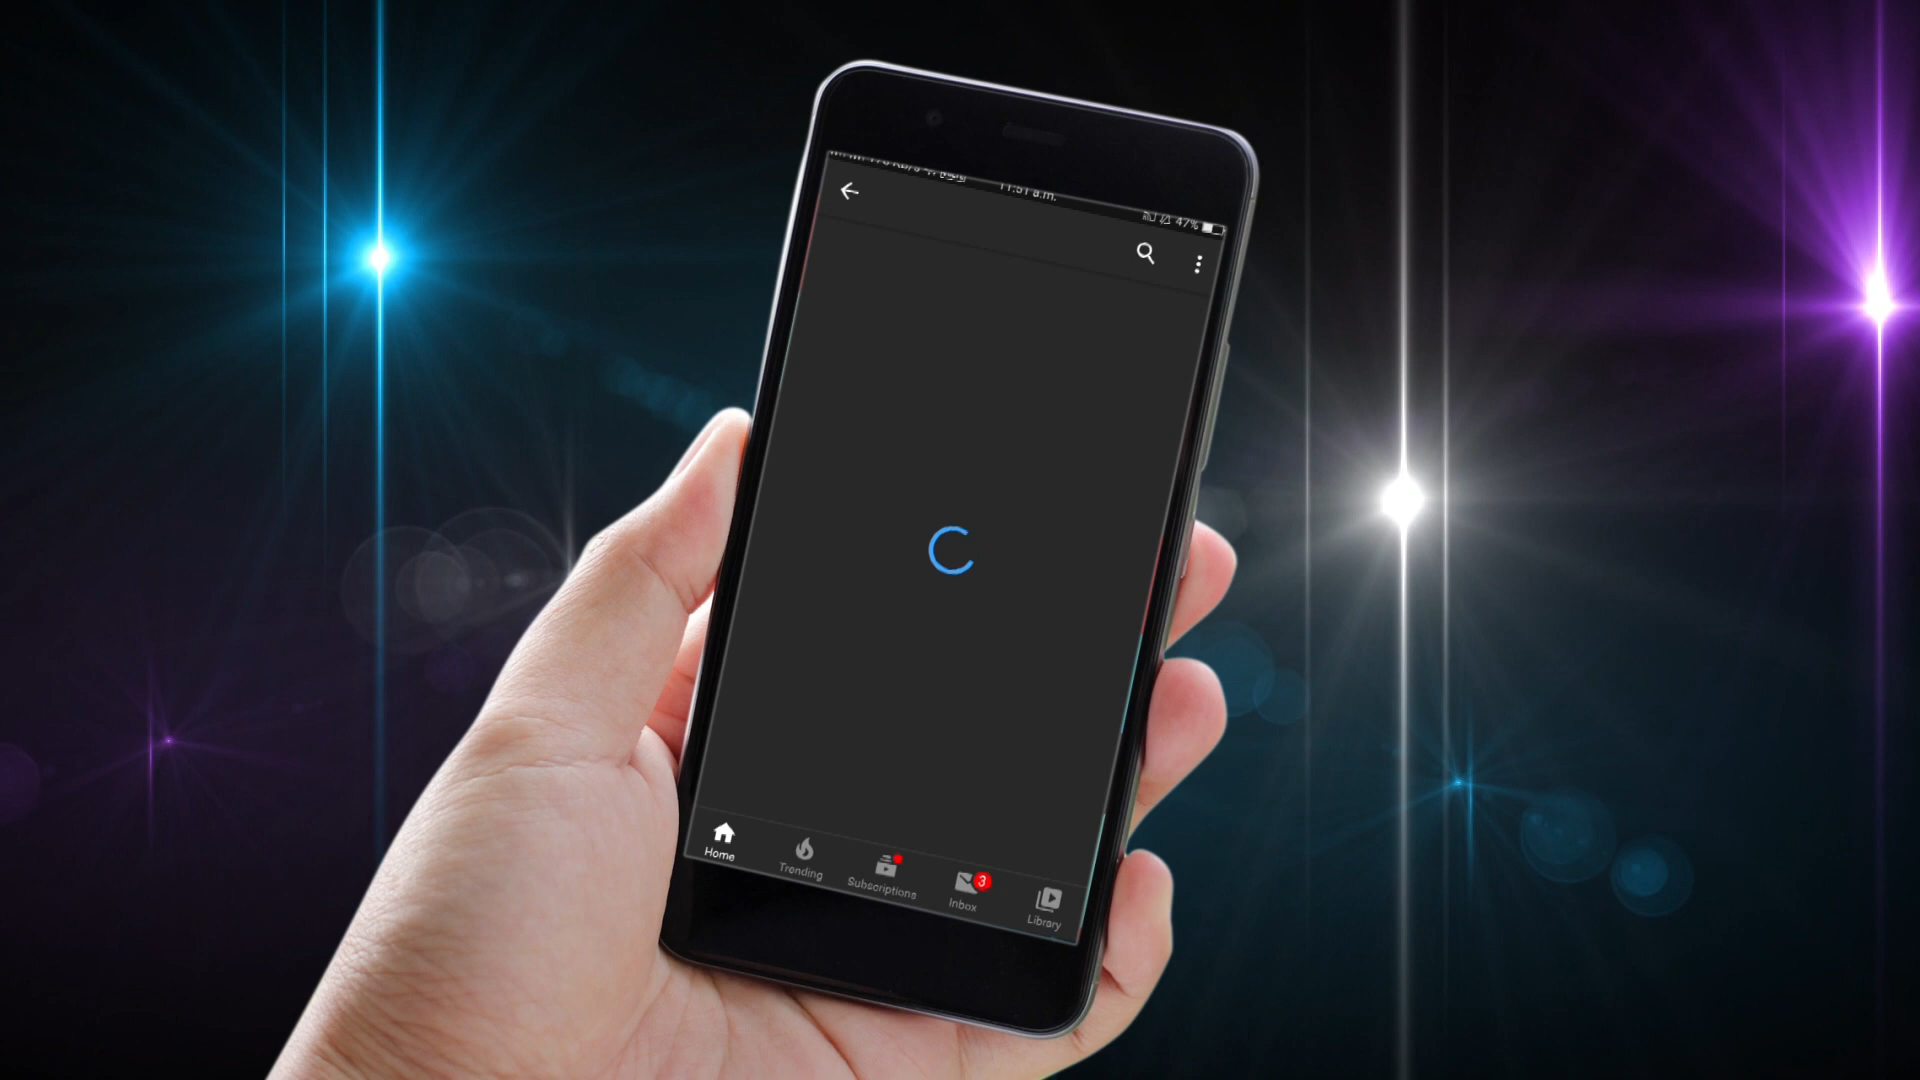 11:51 a.m.
47%
Home
Trending
Subscriptions
3
Inbox
Library